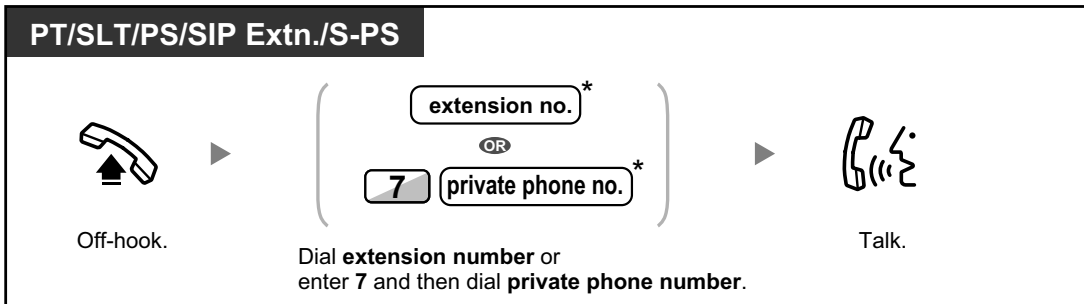 PT/SLT/PS/SIP Extn./S-PS
extension no.*
OR
7 private phone no.*
Off-hook.
Dial extension number or
enter 7 and then dial private phone number.
Talk.